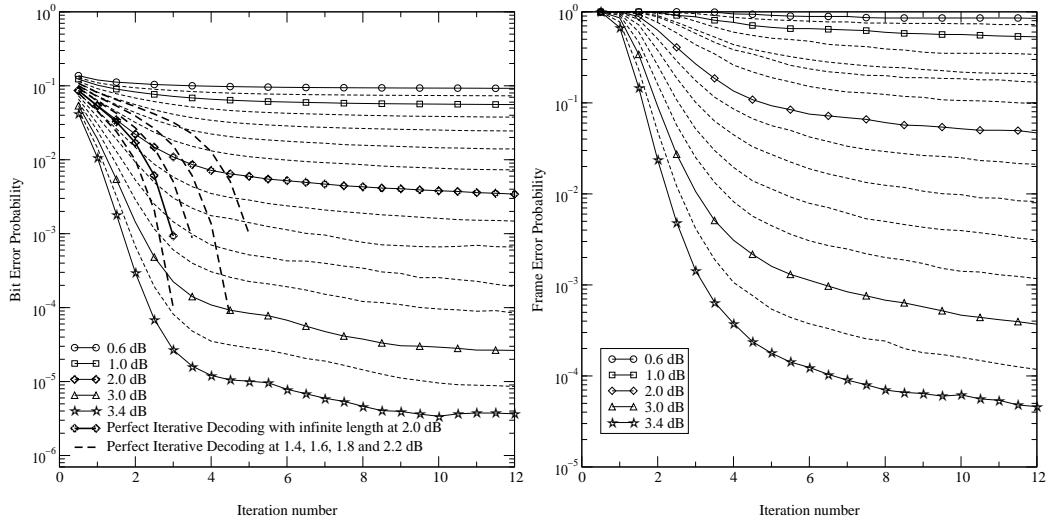 10^0
10^-1
10^-2
10^-3
10^-4
10^-5
10^-6
Bit Error Probability
0.6 dB
1.0 dB
2.0 dB
3.0 dB
3.4 dB
Perfect Iterative Decoding with infinite length at 2.0 dB
Perfect Iterative Decoding at 1.4, 1.6, 1.8 and 2.2 dB
0 2 4 6 8 10 12
Iteration number
10^0
10^-1
10^-2
10^-3
10^-4
10^-5
Frame Error Probability
0.6 dB
1.0 dB
2.0 dB
3.0 dB
3.4 dB
0 2 4 6 8 10 12
Iteration number